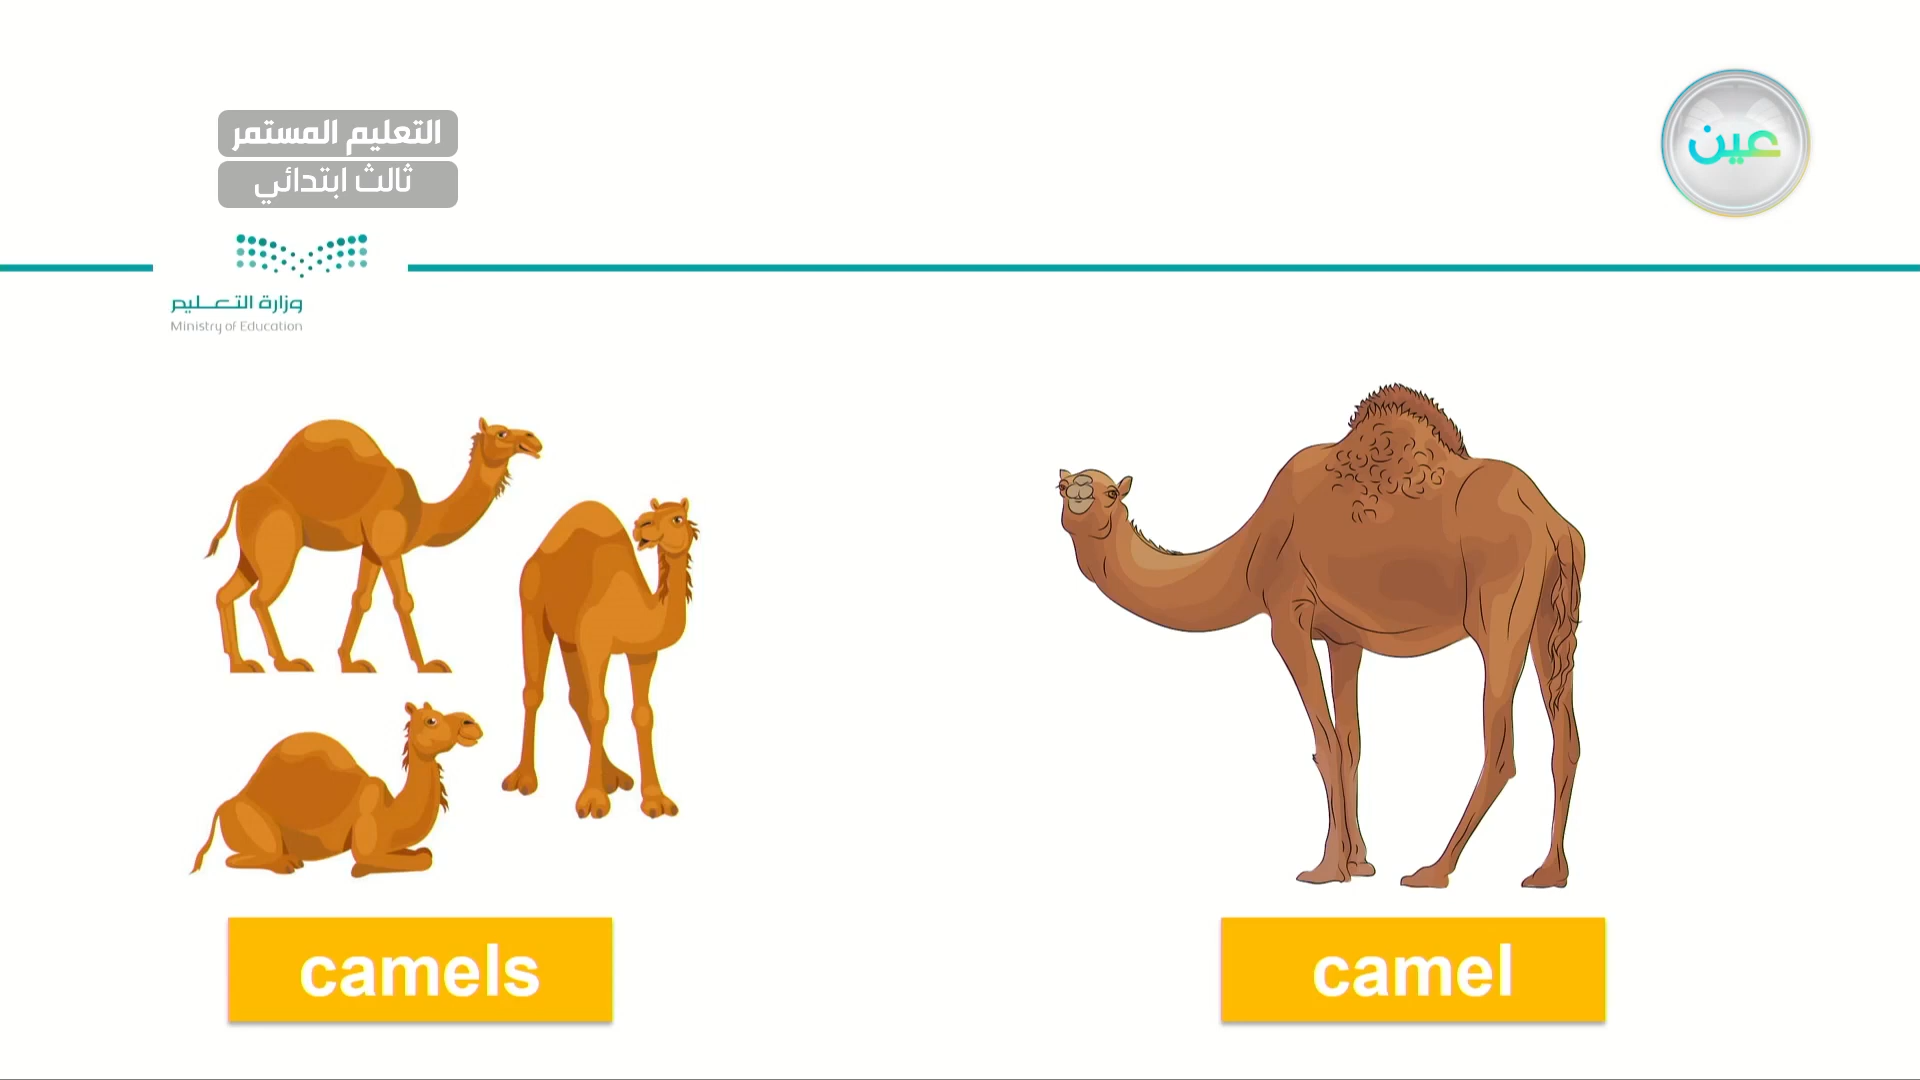 عين
التعليم المستمر
ثالث ابتدائي
وزارة التعليم
Ministry of Education
camels
camel